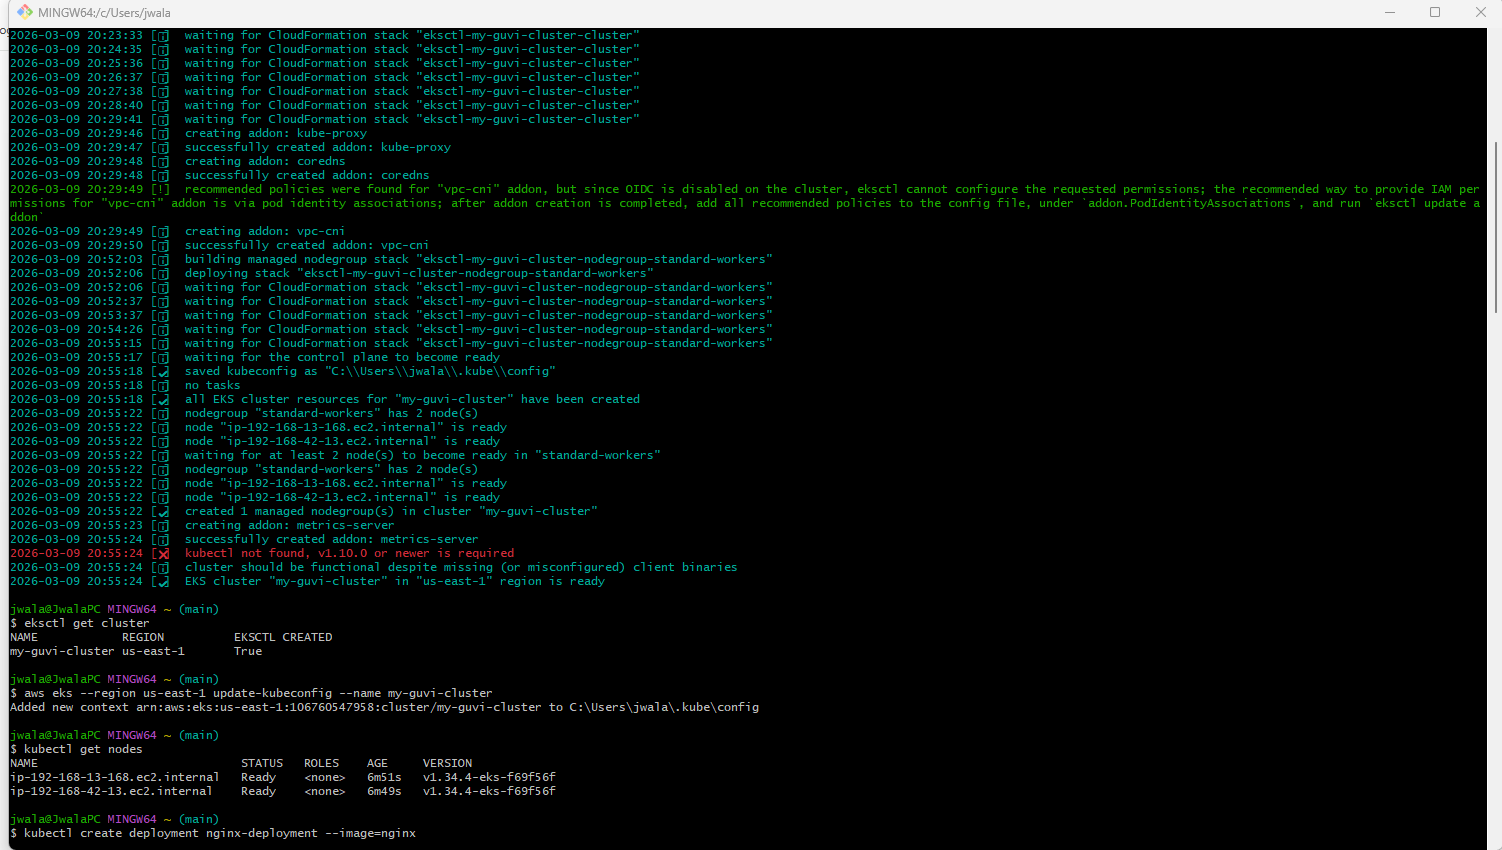 MINGW64:/c/Users/jwala
2026-03-09 20:23:33 [i]  waiting for CloudFormation stack "eksctl-my-guvi-cluster-cluster"
2026-03-09 20:24:35 [i]  waiting for CloudFormation stack "eksctl-my-guvi-cluster-cluster"
2026-03-09 20:25:36 [i]  waiting for CloudFormation stack "eksctl-my-guvi-cluster-cluster"
2026-03-09 20:26:37 [i]  waiting for CloudFormation stack "eksctl-my-guvi-cluster-cluster"
2026-03-09 20:27:38 [i]  waiting for CloudFormation stack "eksctl-my-guvi-cluster-cluster"
2026-03-09 20:28:40 [i]  waiting for CloudFormation stack "eksctl-my-guvi-cluster-cluster"
2026-03-09 20:29:41 [i]  waiting for CloudFormation stack "eksctl-my-guvi-cluster-cluster"
2026-03-09 20:29:46 [i]  creating addon: kube-proxy
2026-03-09 20:29:47 [i]  successfully created addon: kube-proxy
2026-03-09 20:29:48 [i]  creating addon: coredns
2026-03-09 20:29:48 [i]  successfully created addon: coredns
2026-03-09 20:29:49 [!]  recommended policies were found for "vpc-cni" addon, but since OIDC is disabled on the cluster, eksctl cannot configure the requested permissions; the recommended way to provide IAM per
missions for "vpc-cni" addon is via pod identity associations; after addon creation is completed, add all recommended policies to the config file, under `addon.PodIdentityAssociations`, and run `eksctl update a
ddon`
2026-03-09 20:29:49 [i]  creating addon: vpc-cni
2026-03-09 20:29:50 [i]  successfully created addon: vpc-cni
2026-03-09 20:52:03 [i]  building managed nodegroup stack "eksctl-my-guvi-cluster-nodegroup-standard-workers"
2026-03-09 20:52:06 [i]  deploying stack "eksctl-my-guvi-cluster-nodegroup-standard-workers"
2026-03-09 20:52:06 [i]  waiting for CloudFormation stack "eksctl-my-guvi-cluster-nodegroup-standard-workers"
2026-03-09 20:52:37 [i]  waiting for CloudFormation stack "eksctl-my-guvi-cluster-nodegroup-standard-workers"
2026-03-09 20:53:37 [i]  waiting for CloudFormation stack "eksctl-my-guvi-cluster-nodegroup-standard-workers"
2026-03-09 20:54:26 [i]  waiting for CloudFormation stack "eksctl-my-guvi-cluster-nodegroup-standard-workers"
2026-03-09 20:55:15 [i]  waiting for CloudFormation stack "eksctl-my-guvi-cluster-nodegroup-standard-workers"
2026-03-09 20:55:17 [i]  waiting for the control plane to become ready
2026-03-09 20:55:18 [✔]  saved kubeconfig as "C:\\Users\\jwala\\.kube\\config"
2026-03-09 20:55:18 [i]  no tasks
2026-03-09 20:55:18 [✔]  all EKS cluster resources for "my-guvi-cluster" have been created
2026-03-09 20:55:22 [i]  nodegroup "standard-workers" has 2 node(s)
2026-03-09 20:55:22 [i]  node "ip-192-168-13-168.ec2.internal" is ready
2026-03-09 20:55:22 [i]  node "ip-192-168-42-13.ec2.internal" is ready
2026-03-09 20:55:22 [i]  waiting for at least 2 node(s) to become ready in "standard-workers"
2026-03-09 20:55:22 [i]  nodegroup "standard-workers" has 2 node(s)
2026-03-09 20:55:22 [i]  node "ip-192-168-13-168.ec2.internal" is ready
2026-03-09 20:55:22 [i]  node "ip-192-168-42-13.ec2.internal" is ready
2026-03-09 20:55:22 [✔]  created 1 managed nodegroup(s) in cluster "my-guvi-cluster"
2026-03-09 20:55:23 [i]  creating addon: metrics-server
2026-03-09 20:55:24 [i]  successfully created addon: metrics-server
2026-03-09 20:55:24 [✖]  kubectl not found, v1.10.0 or newer is required
2026-03-09 20:55:24 [i]  cluster should be functional despite missing (or misconfigured) client binaries
2026-03-09 20:55:24 [✔]  EKS cluster "my-guvi-cluster" in "us-east-1" region is ready
jwala@JwalaPC MINGW64 ~ (main)
$ eksctl get cluster
NAME            REGION          EKSCTL CREATED
my-guvi-cluster us-east-1       True
jwala@JwalaPC MINGW64 ~ (main)
$ aws eks --region us-east-1 update-kubeconfig --name my-guvi-cluster
Added new context arn:aws:eks:us-east-1:106760547958:cluster/my-guvi-cluster to C:\Users\jwala\.kube\config
jwala@JwalaPC MINGW64 ~ (main)
$ kubectl get nodes
NAME                             STATUS   ROLES    AGE     VERSION
ip-192-168-13-168.ec2.internal   Ready    <none>   6m51s   v1.34.4-eks-f69f56f
ip-192-168-42-13.ec2.internal    Ready    <none>   6m49s   v1.34.4-eks-f69f56f
jwala@JwalaPC MINGW64 ~ (main)
$ kubectl create deployment nginx-deployment --image=nginx